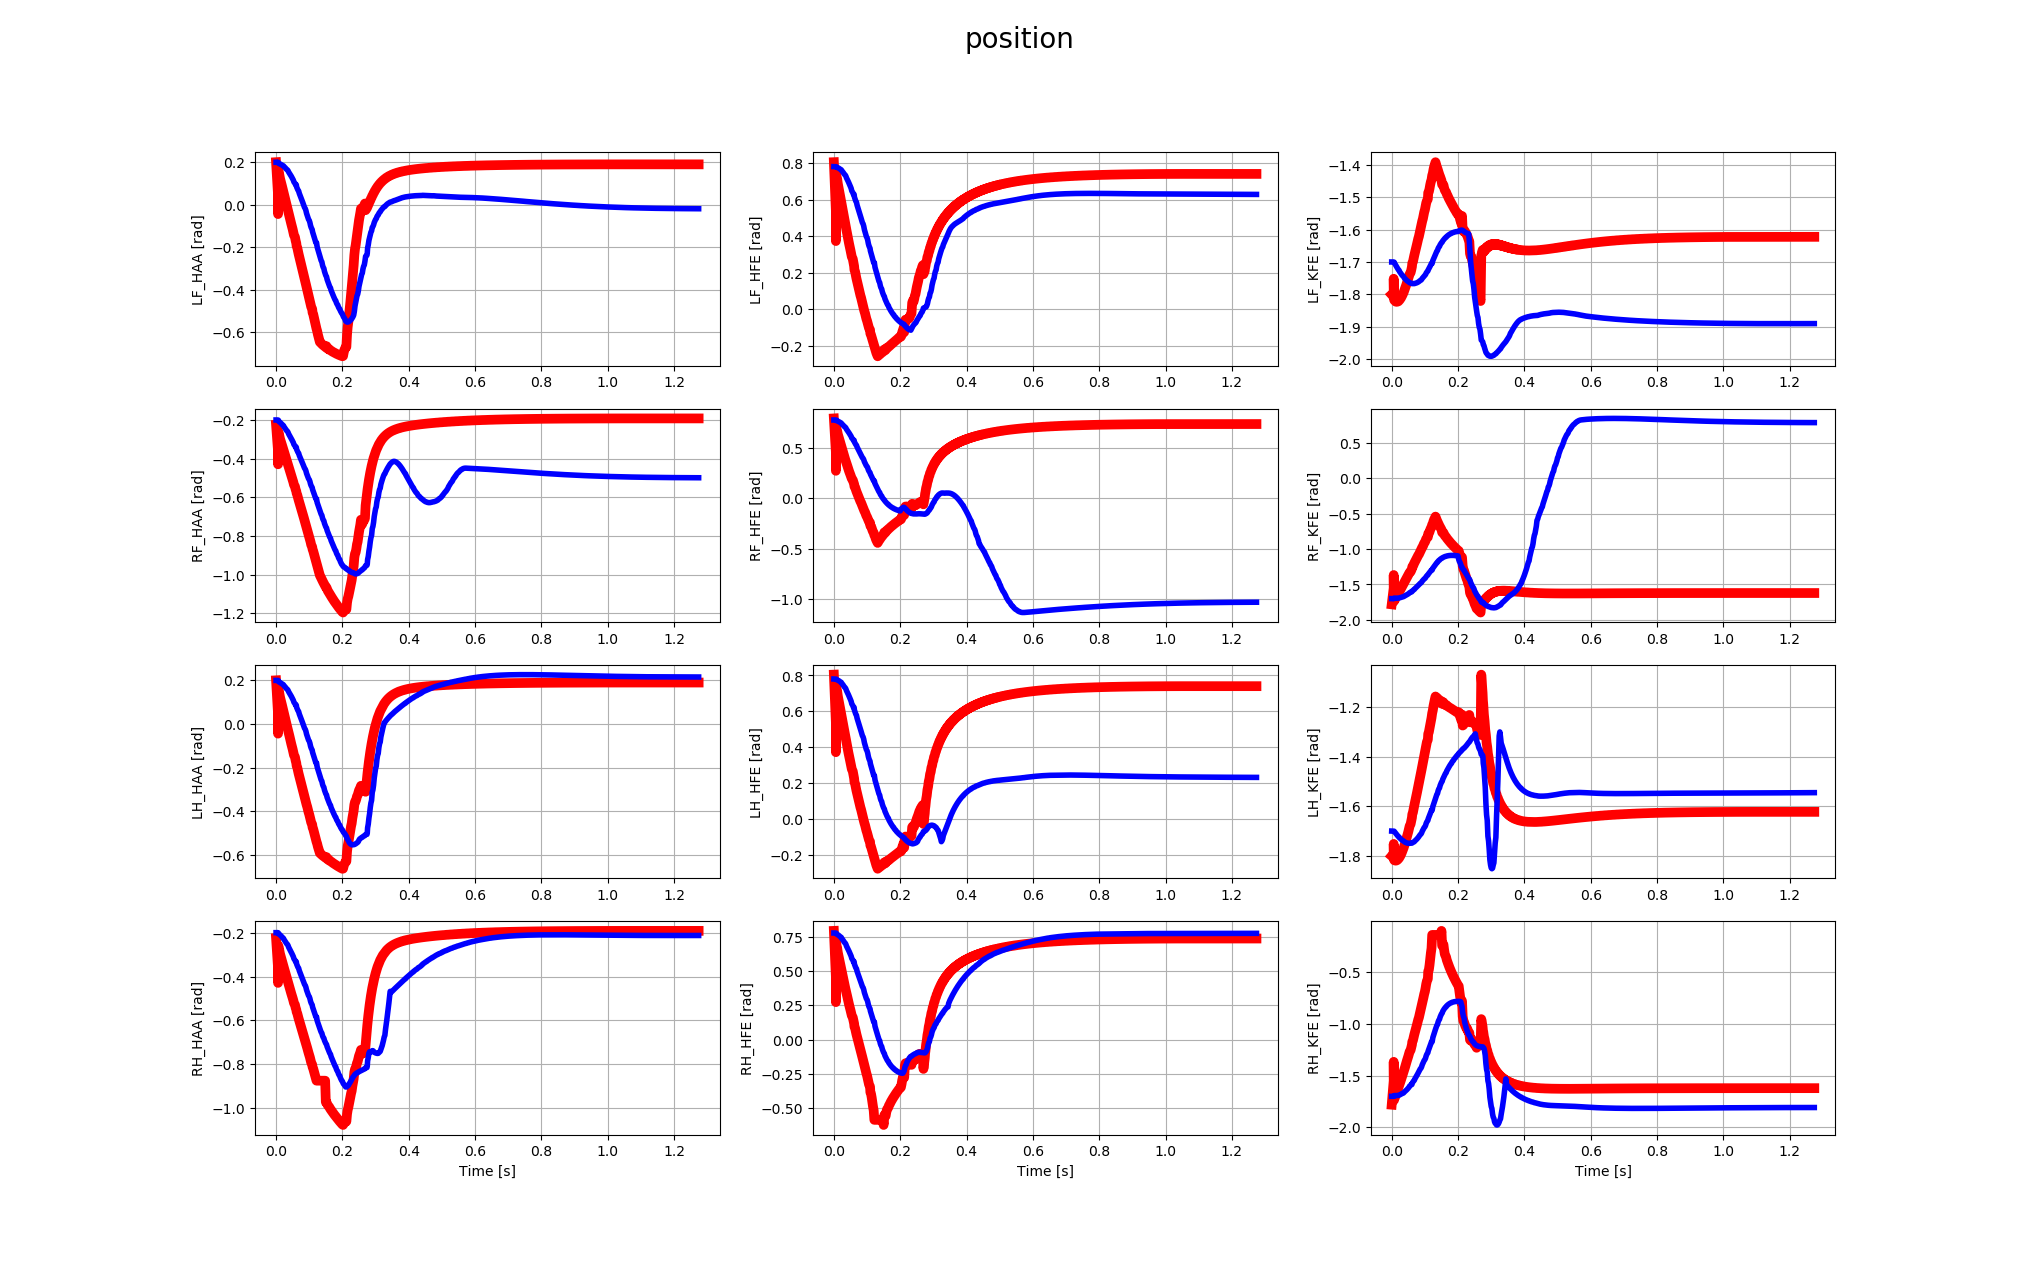 position
LF_HAA [rad]
0.2
0.0
−0.2
−0.4
−0.6
0.0 0.2 0.4 0.6 0.8 1.0 1.2
LF_HFE [rad]
0.8
0.6
0.4
0.2
0.0
−0.2
0.0 0.2 0.4 0.6 0.8 1.0 1.2
LF_KFE [rad]
−1.4
−1.5
−1.6
−1.7
−1.8
−1.9
−2.0
0.0 0.2 0.4 0.6 0.8 1.0 1.2
RF_HAA [rad]
−0.2
−0.4
−0.6
−0.8
−1.0
−1.2
0.0 0.2 0.4 0.6 0.8 1.0 1.2
RF_HFE [rad]
0.5
0.0
−0.5
−1.0
0.0 0.2 0.4 0.6 0.8 1.0 1.2
RF_KFE [rad]
0.5
0.0
−0.5
−1.0
−1.5
−2.0
0.0 0.2 0.4 0.6 0.8 1.0 1.2
LH_HAA [rad]
0.2
0.0
−0.2
−0.4
−0.6
0.0 0.2 0.4 0.6 0.8 1.0 1.2
LH_HFE [rad]
0.8
0.6
0.4
0.2
0.0
−0.2
0.0 0.2 0.4 0.6 0.8 1.0 1.2
LH_KFE [rad]
−1.2
−1.4
−1.6
−1.8
0.0 0.2 0.4 0.6 0.8 1.0 1.2
RH_HAA [rad]
−0.2
−0.4
−0.6
−0.8
−1.0
0.0 0.2 0.4 0.6 0.8 1.0 1.2
Time [s]
RH_HFE [rad]
0.75
0.50
0.25
0.00
−0.25
−0.50
0.0 0.2 0.4 0.6 0.8 1.0 1.2
Time [s]
RH_KFE [rad]
−0.5
−1.0
−1.5
−2.0
0.0 0.2 0.4 0.6 0.8 1.0 1.2
Time [s]